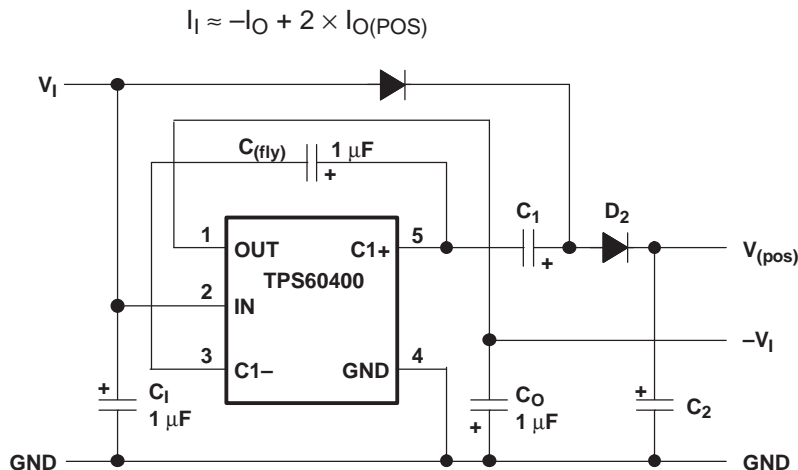 I_I ≈ –I_O + 2 × I_O(POS)
V_I
C_(fly) 1 μF
+
C_1 D_2
1 OUT C1+ 5
+
V_(pos)
TPS60400
2 IN
–V_I
3 C1– GND 4
+ C_I
1 μF
C_O
+ 1 μF
+ C_2
GND GND